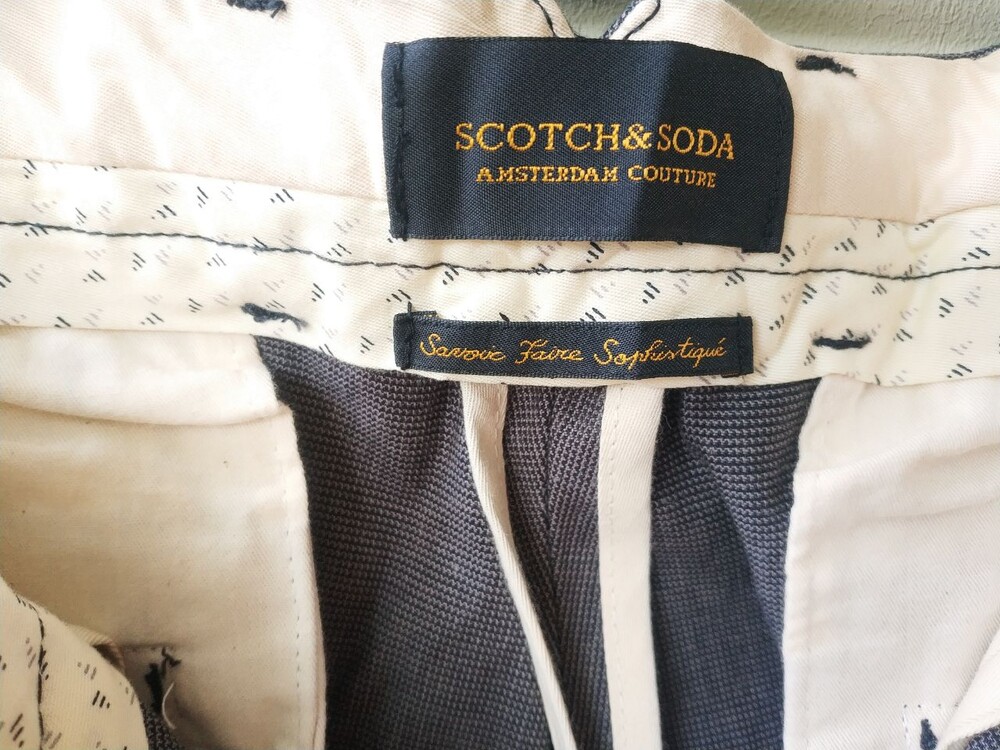 SCOTCH & SODA
AMSTERDAM COUTURE
Savoir Faire Sophistiqué